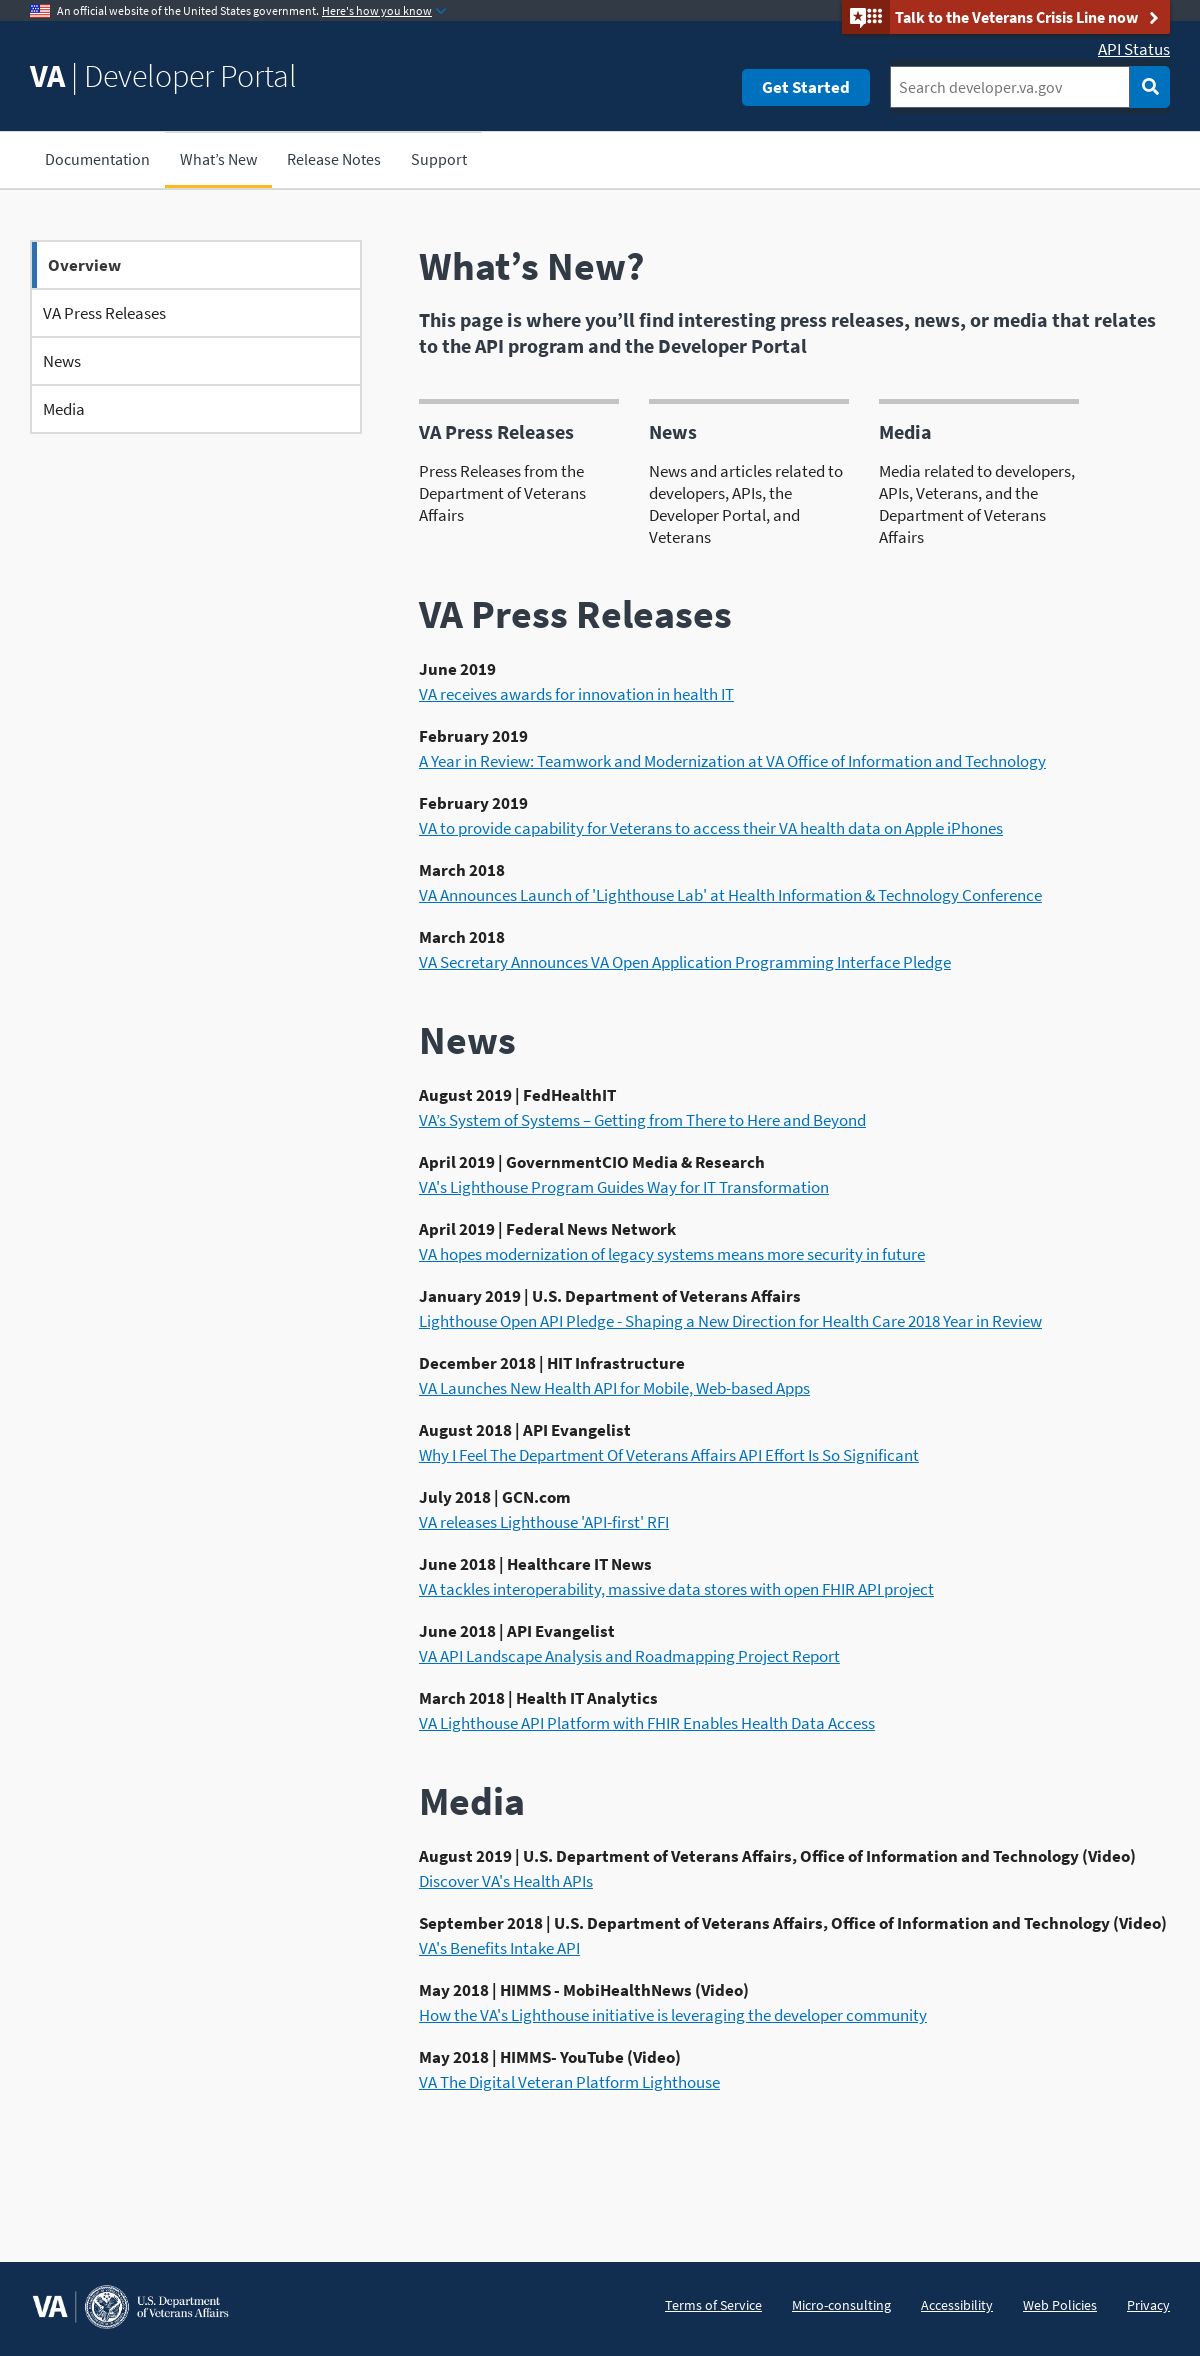 An official website of the United States government. Here's how you know
Talk to the Veterans Crisis Line now
API Status
VA | Developer Portal
Get Started
Search developer.va.gov
Documentation
What’s New
Release Notes
Support
Overview
VA Press Releases
News
Media
What’s New?
This page is where you’ll find interesting press releases, news, or media that relates
to the API program and the Developer Portal
VA Press Releases
Press Releases from the
Department of Veterans
Affairs
News
News and articles related to
developers, APIs, the
Developer Portal, and
Veterans
Media
Media related to developers,
APIs, Veterans, and the
Department of Veterans
Affairs
VA Press Releases
June 2019
VA receives awards for innovation in health IT
February 2019
A Year in Review: Teamwork and Modernization at VA Office of Information and Technology
February 2019
VA to provide capability for Veterans to access their VA health data on Apple iPhones
March 2018
VA Announces Launch of 'Lighthouse Lab' at Health Information & Technology Conference
March 2018
VA Secretary Announces VA Open Application Programming Interface Pledge
News
August 2019 | FedHealthIT
VA’s System of Systems – Getting from There to Here and Beyond
April 2019 | GovernmentCIO Media & Research
VA's Lighthouse Program Guides Way for IT Transformation
April 2019 | Federal News Network
VA hopes modernization of legacy systems means more security in future
January 2019 | U.S. Department of Veterans Affairs
Lighthouse Open API Pledge - Shaping a New Direction for Health Care 2018 Year in Review
December 2018 | HIT Infrastructure
VA Launches New Health API for Mobile, Web-based Apps
August 2018 | API Evangelist
Why I Feel The Department Of Veterans Affairs API Effort Is So Significant
July 2018 | GCN.com
VA releases Lighthouse 'API-first' RFI
June 2018 | Healthcare IT News
VA tackles interoperability, massive data stores with open FHIR API project
June 2018 | API Evangelist
VA API Landscape Analysis and Roadmapping Project Report
March 2018 | Health IT Analytics
VA Lighthouse API Platform with FHIR Enables Health Data Access
Media
August 2019 | U.S. Department of Veterans Affairs, Office of Information and Technology (Video)
Discover VA's Health APIs
September 2018 | U.S. Department of Veterans Affairs, Office of Information and Technology (Video)
VA's Benefits Intake API
May 2018 | HIMMS - MobiHealthNews (Video)
How the VA's Lighthouse initiative is leveraging the developer community
May 2018 | HIMMS- YouTube (Video)
VA The Digital Veteran Platform Lighthouse
VA
U.S. Department
of Veterans Affairs
Terms of Service
Micro-consulting
Accessibility
Web Policies
Privacy